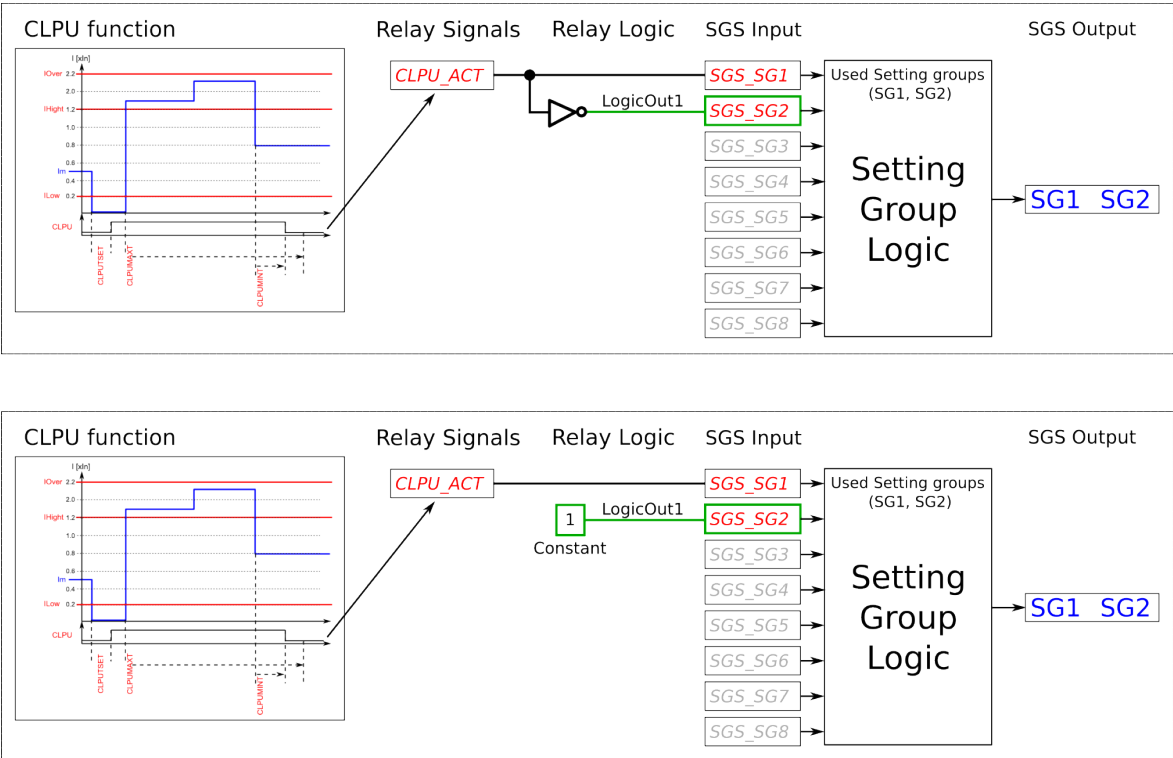 CLPU function
Relay Signals
Relay Logic
SGS Input
SGS Output
I [xIn]
IOver 2.2
2.0
IHight 1.2
1.0
0.8
0.6
Im
0.4
ILow 0.2
CLPU
CLPUTSET
CLPUMAXT
CLPUMINT
CLPU_ACT
LogicOut1
SGS_SG1
SGS_SG2
SGS_SG3
SGS_SG4
SGS_SG5
SGS_SG6
SGS_SG7
SGS_SG8
Used Setting groups
(SG1, SG2)
Setting
Group
Logic
SG1 SG2
CLPU function
Relay Signals
Relay Logic
SGS Input
SGS Output
I [xIn]
IOver 2.2
2.0
IHight 1.2
1.0
0.8
0.6
Im
0.4
ILow 0.2
CLPU
CLPUTSET
CLPUMAXT
CLPUMINT
CLPU_ACT
1
LogicOut1
Constant
SGS_SG1
SGS_SG2
SGS_SG3
SGS_SG4
SGS_SG5
SGS_SG6
SGS_SG7
SGS_SG8
Used Setting groups
(SG1, SG2)
Setting
Group
Logic
SG1 SG2